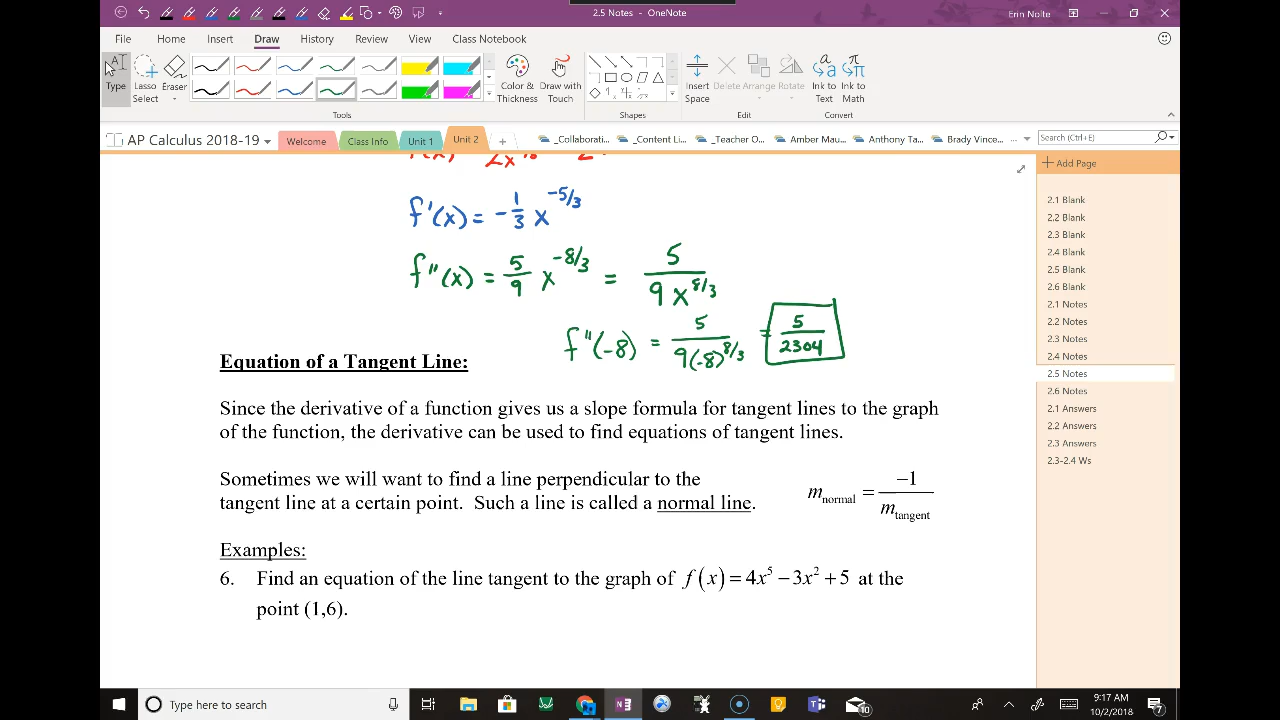 2.5 Notes - OneNote
Erin Nolte
File Home Insert Draw History Review View Class Notebook
Type
Lasso Select
Eraser
Color & Thickness
Draw with Touch
Insert Space
Delete
Arrange
Rotate
Ink to Text
Ink to Math
Tools Shapes Edit Convert
AP Calculus 2018-19 Welcome Class Info Unit 1 Unit 2 _Collaborati... _Content Li... _Teacher O... Amber Mau... Anthony Ta... Brady Vince... Search (Ctrl+E)
f'(x) = -1/3 x^(-5/3)
f''(x) = 5/9 x^(-8/3) = 5/(9x^(8/3))
f''(-8) = 5/(9(-8)^(8/3)) = 5/2304
Equation of a Tangent Line:
Since the derivative of a function gives us a slope formula for tangent lines to the graph
of the function, the derivative can be used to find equations of tangent lines.
Sometimes we will want to find a line perpendicular to the
tangent line at a certain point. Such a line is called a normal line.
m_normal = -1/m_tangent
Examples:
6. Find an equation of the line tangent to the graph of f(x) = 4x⁵ − 3x² + 5 at the
point (1,6).
Add Page
2.1 Blank
2.2 Blank
2.3 Blank
2.4 Blank
2.5 Blank
2.6 Blank
2.1 Notes
2.2 Notes
2.3 Notes
2.4 Notes
2.5 Notes
2.6 Notes
2.1 Answers
2.2 Answers
2.3 Answers
2.3-2.4 Ws
Type here to search
10
9:17 AM
10/2/2018
7